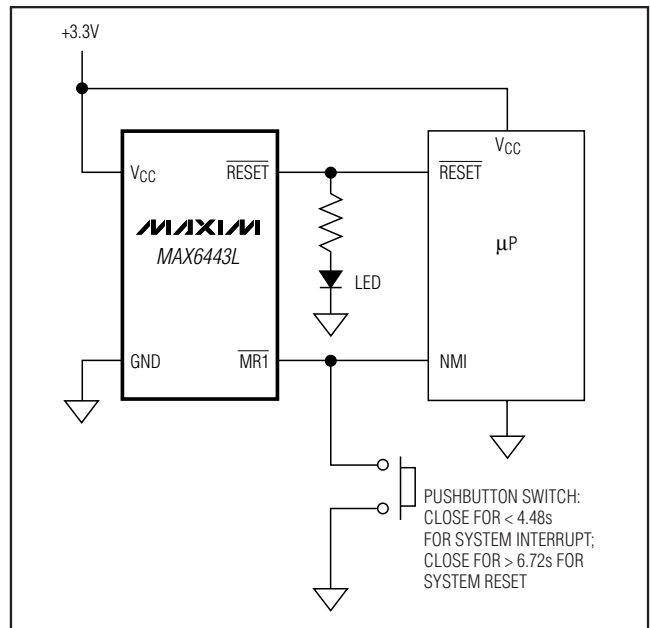 +3.3V
VCC
RESET
MAXIM
MAX6443L
GND
MR1
LED
VCC
RESET
µP
NMI
PUSHBUTTON SWITCH:
CLOSE FOR < 4.48s
FOR SYSTEM INTERRUPT;
CLOSE FOR > 6.72s FOR
SYSTEM RESET